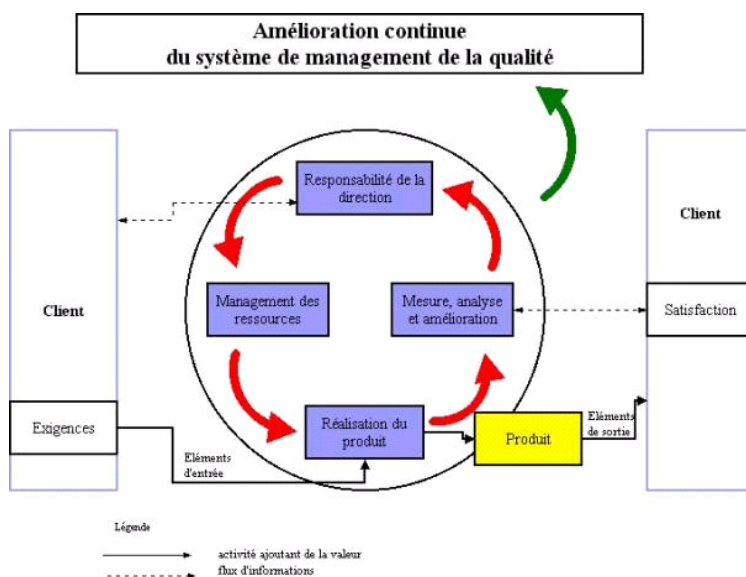 Amélioration continue
du système de management de la qualité
Responsabilité de la
direction
Client
Client
Management des
ressources
Mesure, analyse
et amélioration
Satisfaction
Exigences
Réalisation du
produit
Produit
Eléments
de sortie
Eléments
d'entrée
Légende
activité ajoutant de la valeur
flux d'informations